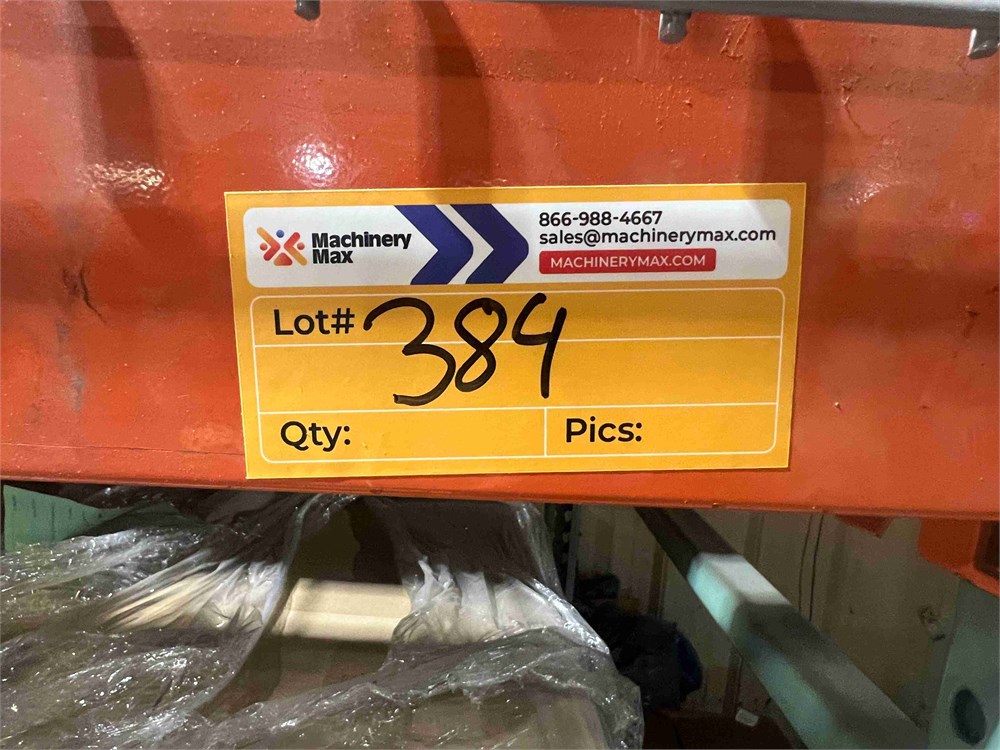 Machinery
Max
866-988-4667
sales@machinerymax.com
MACHINERYMAX.COM
Lot# 384
Qty:
Pics: